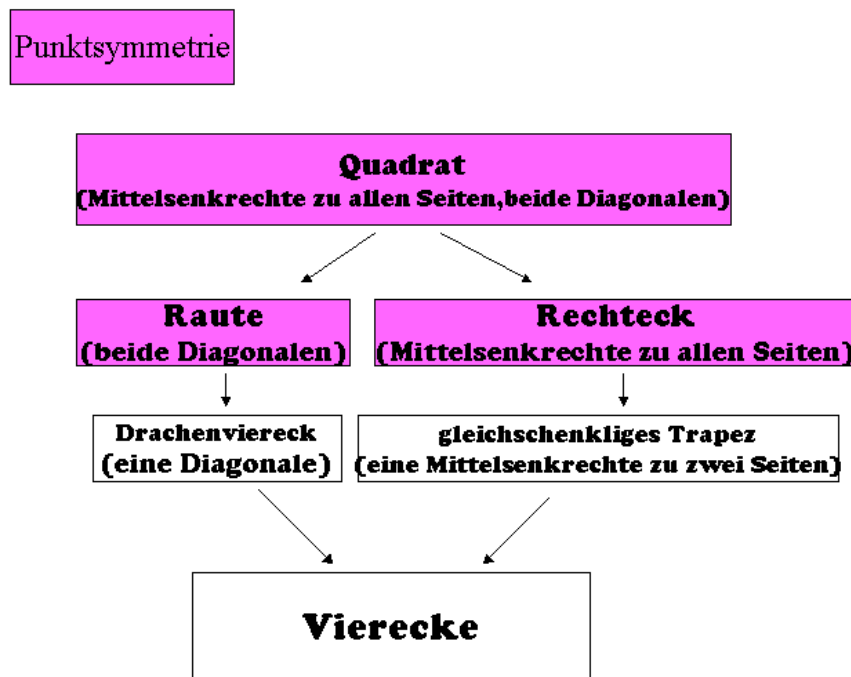 Punktsymmetrie
Quadrat
(Mittelsenkrechte zu allen Seiten,beide Diagonalen)
Raute
(beide Diagonalen)
Rechteck
(Mittelsenkrechte zu allen Seiten)
Drachenviereck
(eine Diagonale)
gleichschenkliges Trapez
(eine Mittelsenkrechte zu zwei Seiten)
Vierecke